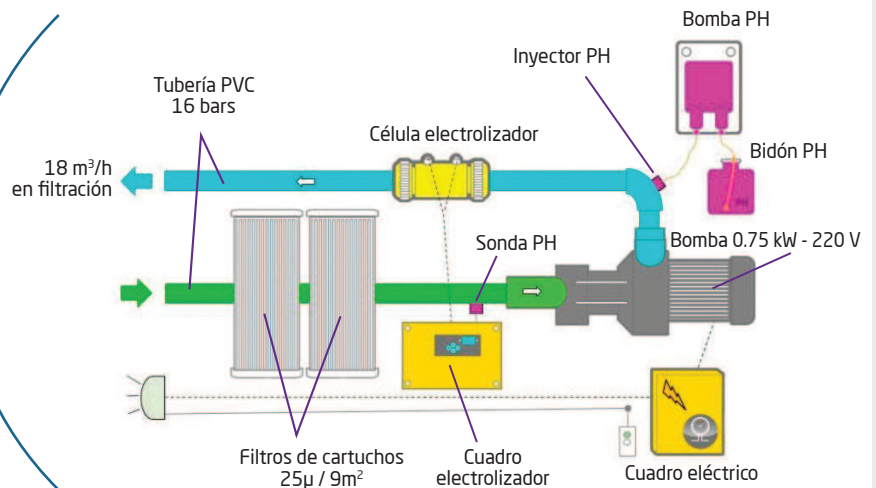 Bomba PH
Inyector PH
Tubería PVC
16 bars
Célula electrolizador
Bidón PH
18 m³/h
en filtración
PH
Sonda PH
Bomba 0.75 kW - 220 V
Filtros de cartuchos
25µ / 9m²
Cuadro
electrolizador
Cuadro eléctrico